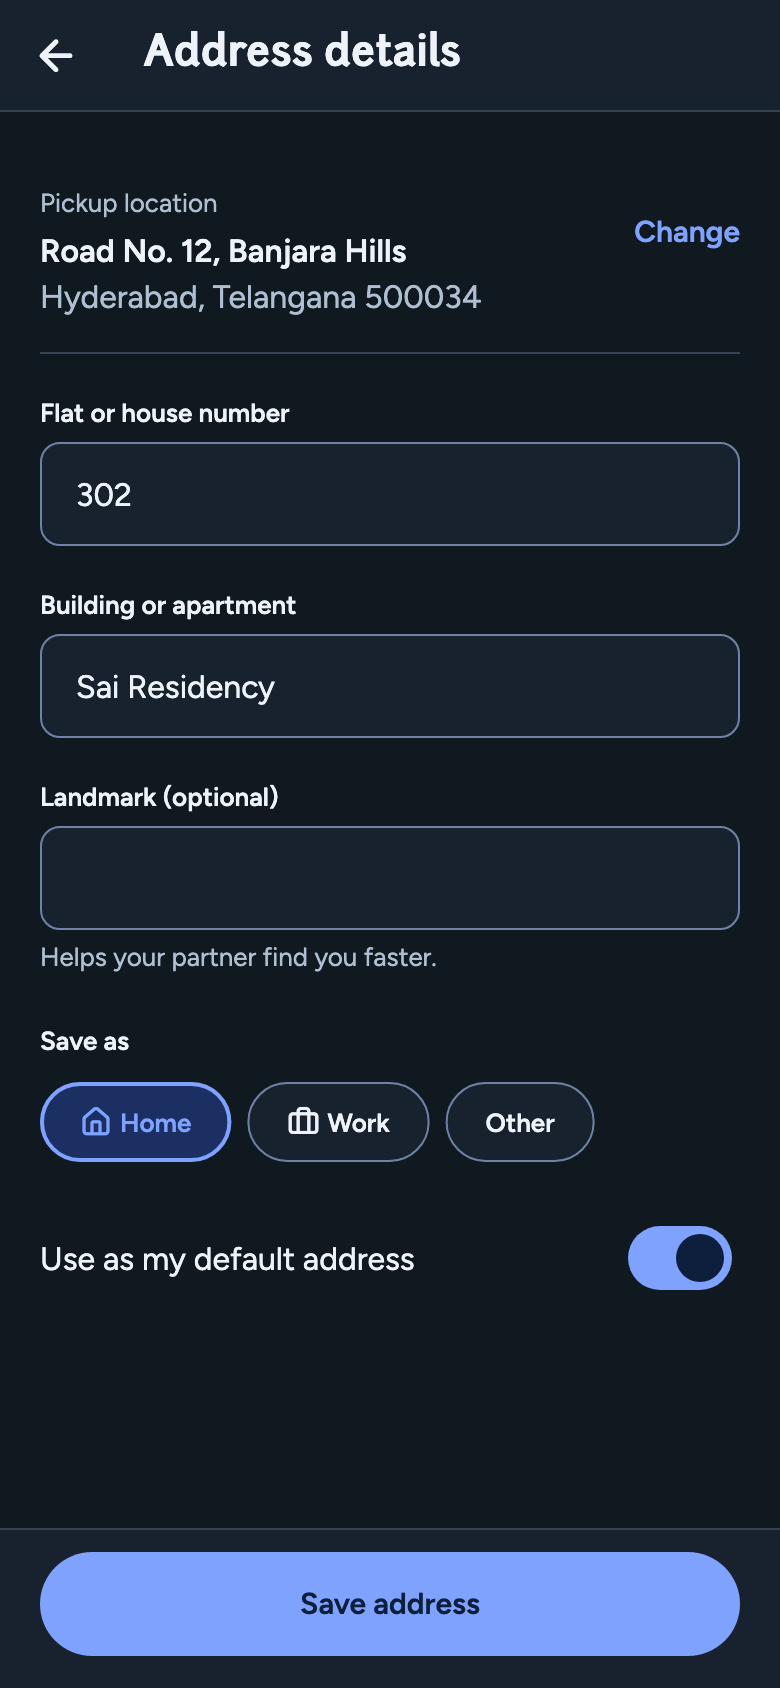 Address details
Pickup location
Road No. 12, Banjara Hills
Change
Hyderabad, Telangana 500034
Flat or house number
302
Building or apartment
Sai Residency
Landmark (optional)
Helps your partner find you faster.
Save as
Home
Work
Other
Use as my default address
Save address